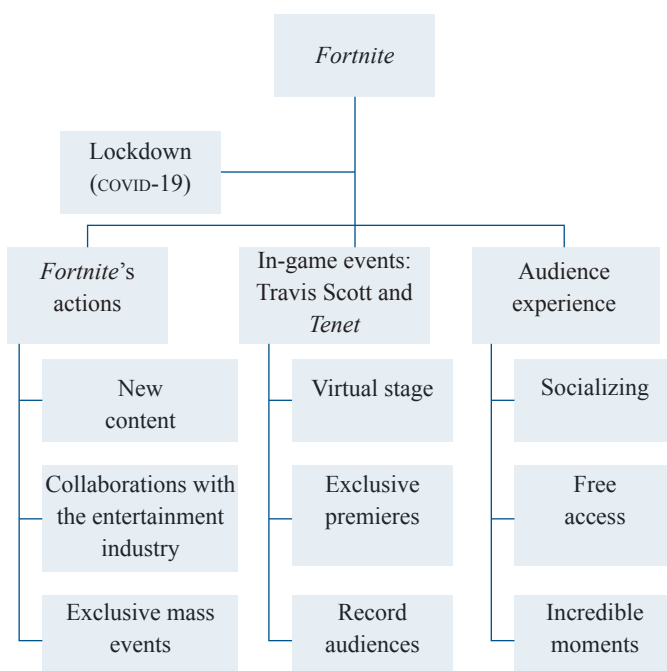 Fortnite
Lockdown
(COVID-19)
Fortnite's
actions
In-game events:
Travis Scott and
Tenet
Audience
experience
New
content
Virtual stage
Socializing
Collaborations with
the entertainment
industry
Exclusive
premieres
Free
access
Exclusive mass
events
Record
audiences
Incredible
moments